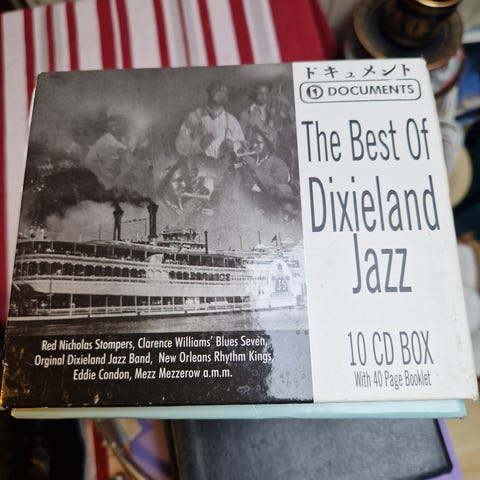 ドキュメント
DOCUMENTS
The Best Of
Dixieland
Jazz
10 CD BOX
With 40 Page Booklet
Red Nicholas Stompers, Clarence Williams' Blues Seven,
Orginal Dixieland Jazz Band, New Orleans Rhythm Kings,
Eddie Condon, Mezz Mezzerow a.m.m.